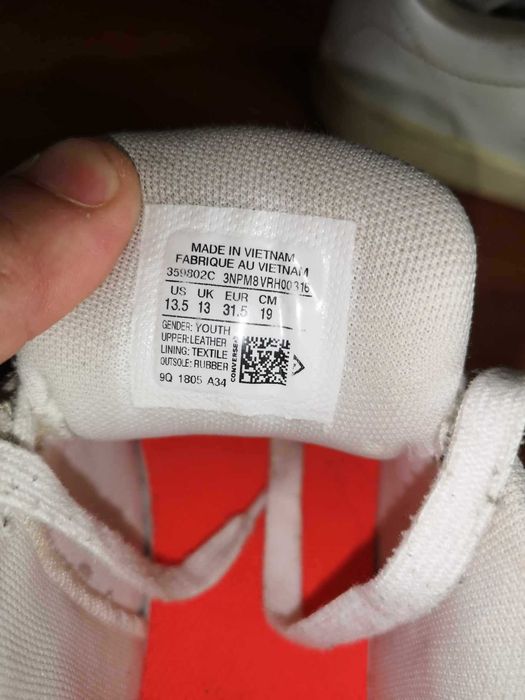 MADE IN VIETNAM
FABRIQUE AU VIETNAM
359802C 3NPM8VRH00316
US UK EUR CM
13.5 13 31.5 19
GENDER: YOUTH
UPPER:LEATHER
LINING: TEXTILE
OUTSOLE: RUBBER
CONVERSE
9Q 1805 A34